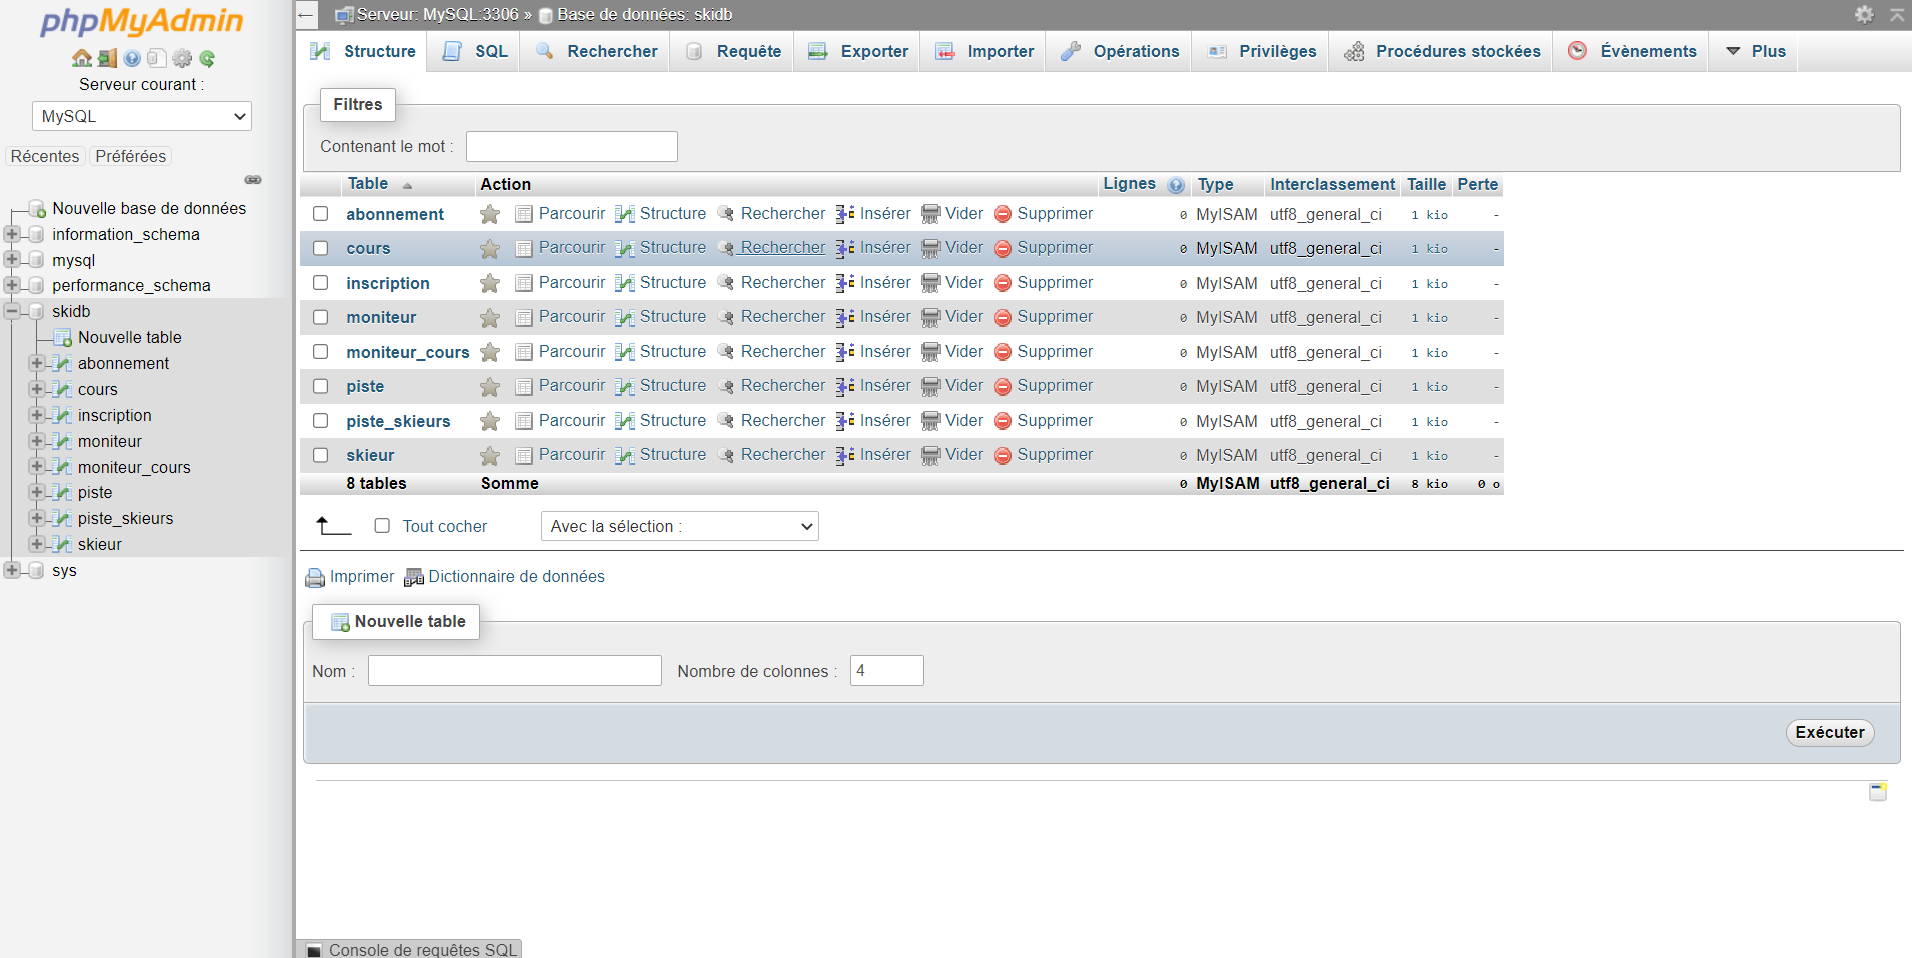 phpMyAdmin
Serveur courant :
MySQL
Récentes Préférées
Nouvelle base de données
information_schema
mysql
performance_schema
skidb
Nouvelle table
abonnement
cours
inscription
moniteur
moniteur_cours
piste
piste_skieurs
skieur
sys
Serveur: MySQL:3306 » Base de données: skidb
Structure SQL Rechercher Requête Exporter Importer Opérations Privilèges Procédures stockées Évènements Plus
Filtres
Contenant le mot :
Table Action Lignes Type Interclassement Taille Perte
abonnement Parcourir Structure Rechercher Insérer Vider Supprimer 0 MyISAM utf8_general_ci 1 kio -
cours Parcourir Structure Rechercher Insérer Vider Supprimer 0 MyISAM utf8_general_ci 1 kio -
inscription Parcourir Structure Rechercher Insérer Vider Supprimer 0 MyISAM utf8_general_ci 1 kio -
moniteur Parcourir Structure Rechercher Insérer Vider Supprimer 0 MyISAM utf8_general_ci 1 kio -
moniteur_cours Parcourir Structure Rechercher Insérer Vider Supprimer 0 MyISAM utf8_general_ci 1 kio -
piste Parcourir Structure Rechercher Insérer Vider Supprimer 0 MyISAM utf8_general_ci 1 kio -
piste_skieurs Parcourir Structure Rechercher Insérer Vider Supprimer 0 MyISAM utf8_general_ci 1 kio -
skieur Parcourir Structure Rechercher Insérer Vider Supprimer 0 MyISAM utf8_general_ci 1 kio -
8 tables Somme 0 MyISAM utf8_general_ci 8 kio 0 o
Tout cocher Avec la sélection :
Imprimer Dictionnaire de données
Nouvelle table
Nom : Nombre de colonnes : 4
Exécuter
Console de requêtes SQL